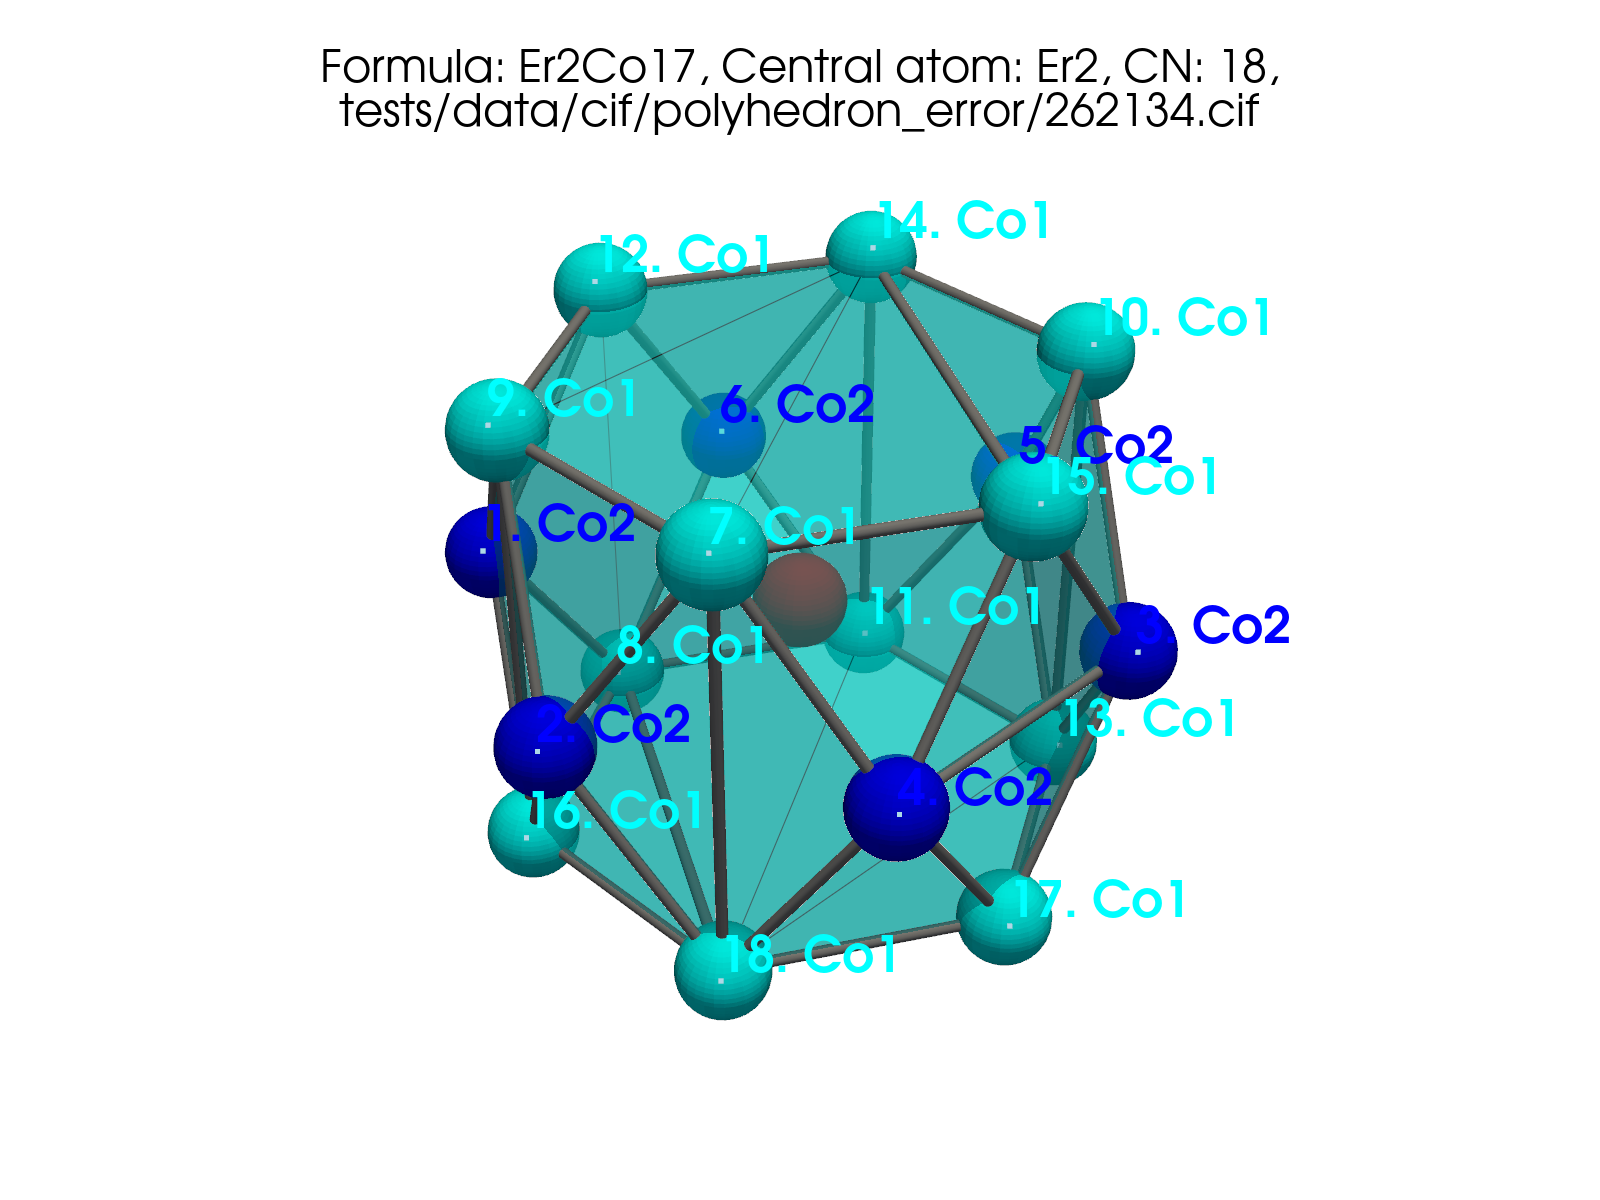 Formula: Er2Co17, Central atom: Er2, CN: 18,
tests/data/cif/polyhedron_error/262134.cif
14. Co1
12. Co1
10. Co1
9. Co1
6. Co2
5. Co2
15. Co1
1. Co2
7. Co1
11. Co1
3. Co2
8. Co1
13. Co1
2. Co2
4. Co2
16. Co1
17. Co1
18. Co1